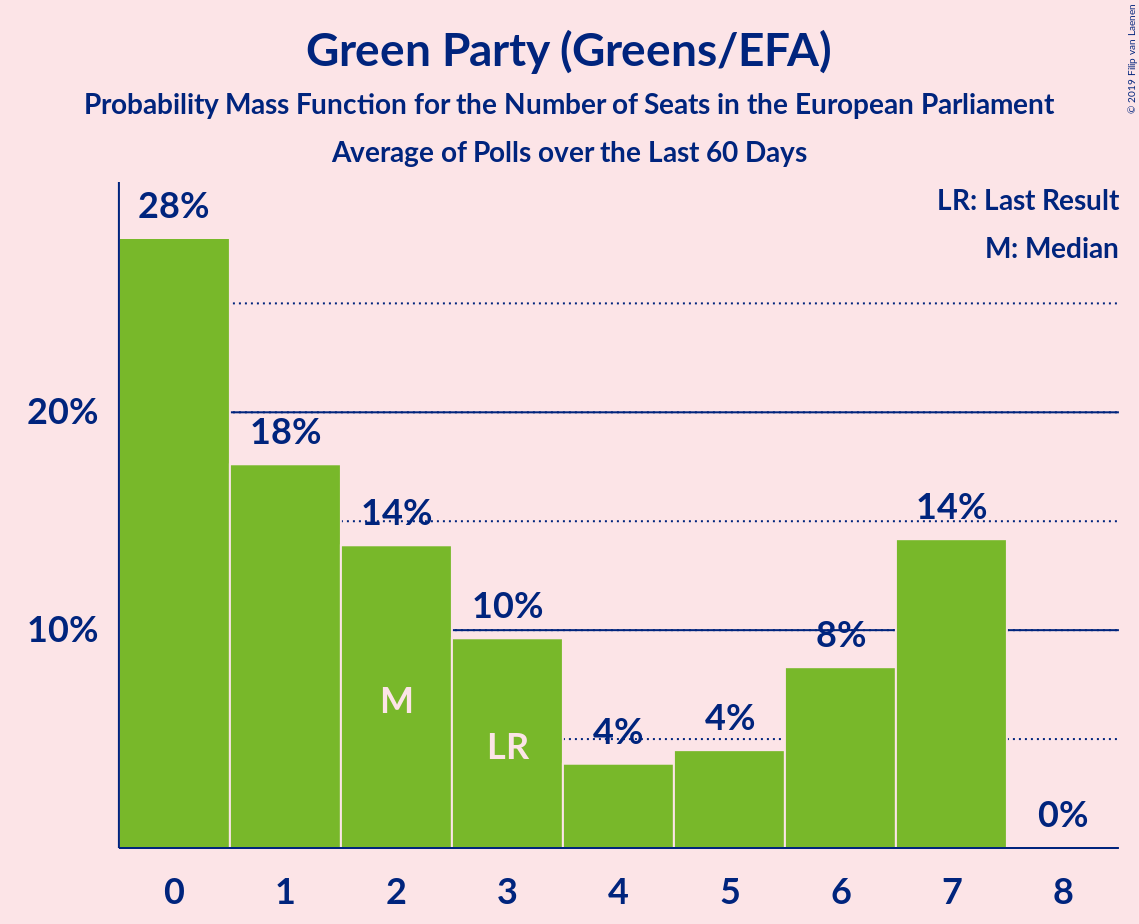 Green Party (Greens/EFA)
Probability Mass Function for the Number of Seats in the European Parliament
Average of Polls over the Last 60 Days
© 2019 Filip van Laenen
LR: Last Result
M: Median
28%
20%
18%
14%
14%
10%
10%
8%
M
LR
4%
4%
0%
0 1 2 3 4 5 6 7 8